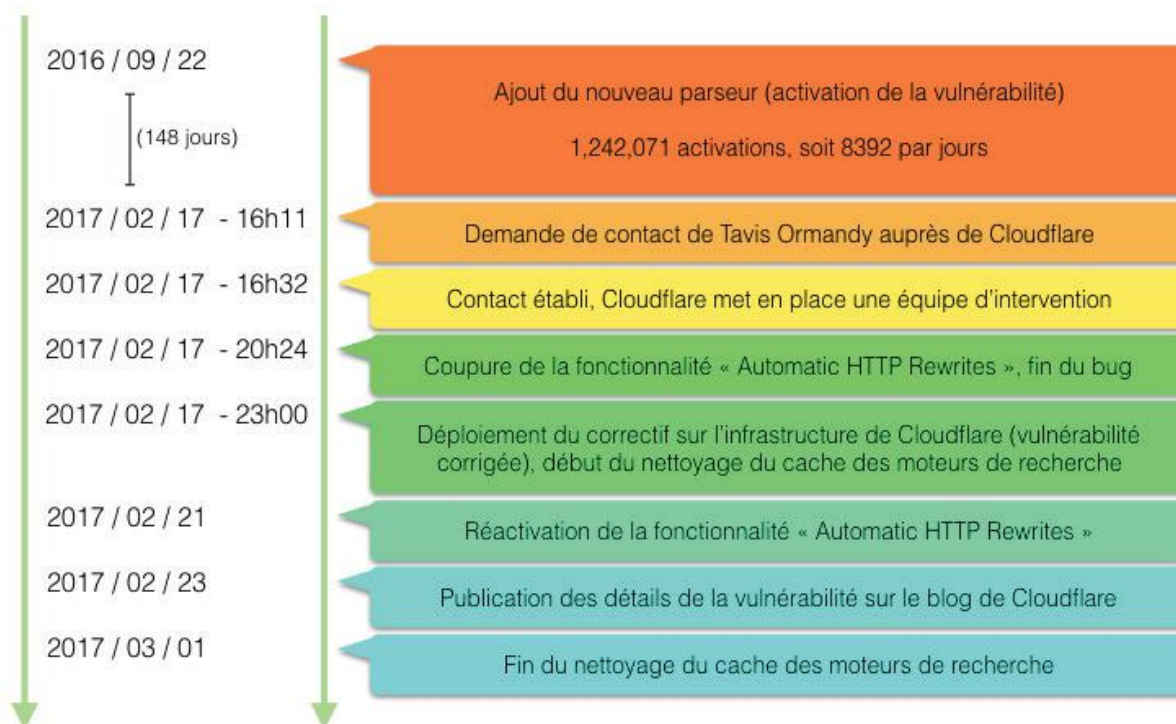 2016 / 09 / 22
Ajout du nouveau parseur (activation de la vulnérabilité)
1,242,071 activations, soit 8392 par jours
(148 jours)
2017 / 02 / 17 - 16h11
Demande de contact de Tavis Ormandy auprès de Cloudflare
2017 / 02 / 17 - 16h32
Contact établi, Cloudflare met en place une équipe d'intervention
2017 / 02 / 17 - 20h24
Coupure de la fonctionnalité « Automatic HTTP Rewrites », fin du bug
2017 / 02 / 17 - 23h00
Déploiement du correctif sur l'infrastructure de Cloudflare (vulnérabilité
corrigée), début du nettoyage du cache des moteurs de recherche
2017 / 02 / 21
Réactivation de la fonctionnalité « Automatic HTTP Rewrites »
2017 / 02 / 23
Publication des détails de la vulnérabilité sur le blog de Cloudflare
2017 / 03 / 01
Fin du nettoyage du cache des moteurs de recherche